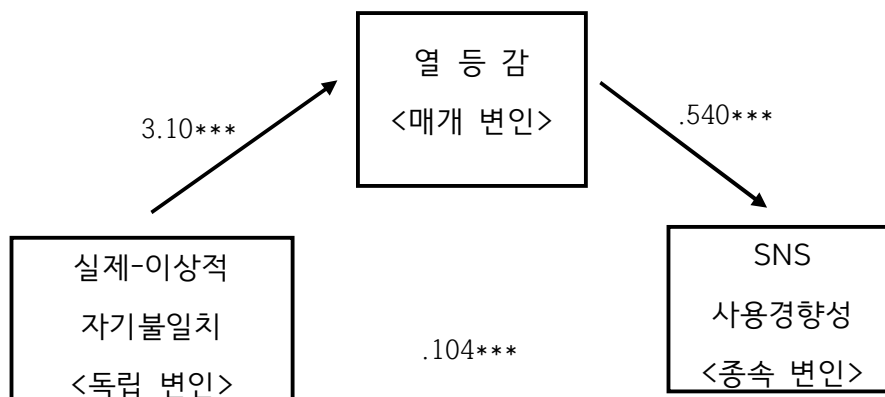 열 등 감
<매개 변인>
3.10***
.540***
실제-이상적
자기불일치
<독립 변인>
.104***
SNS
사용경향성
<종속 변인>